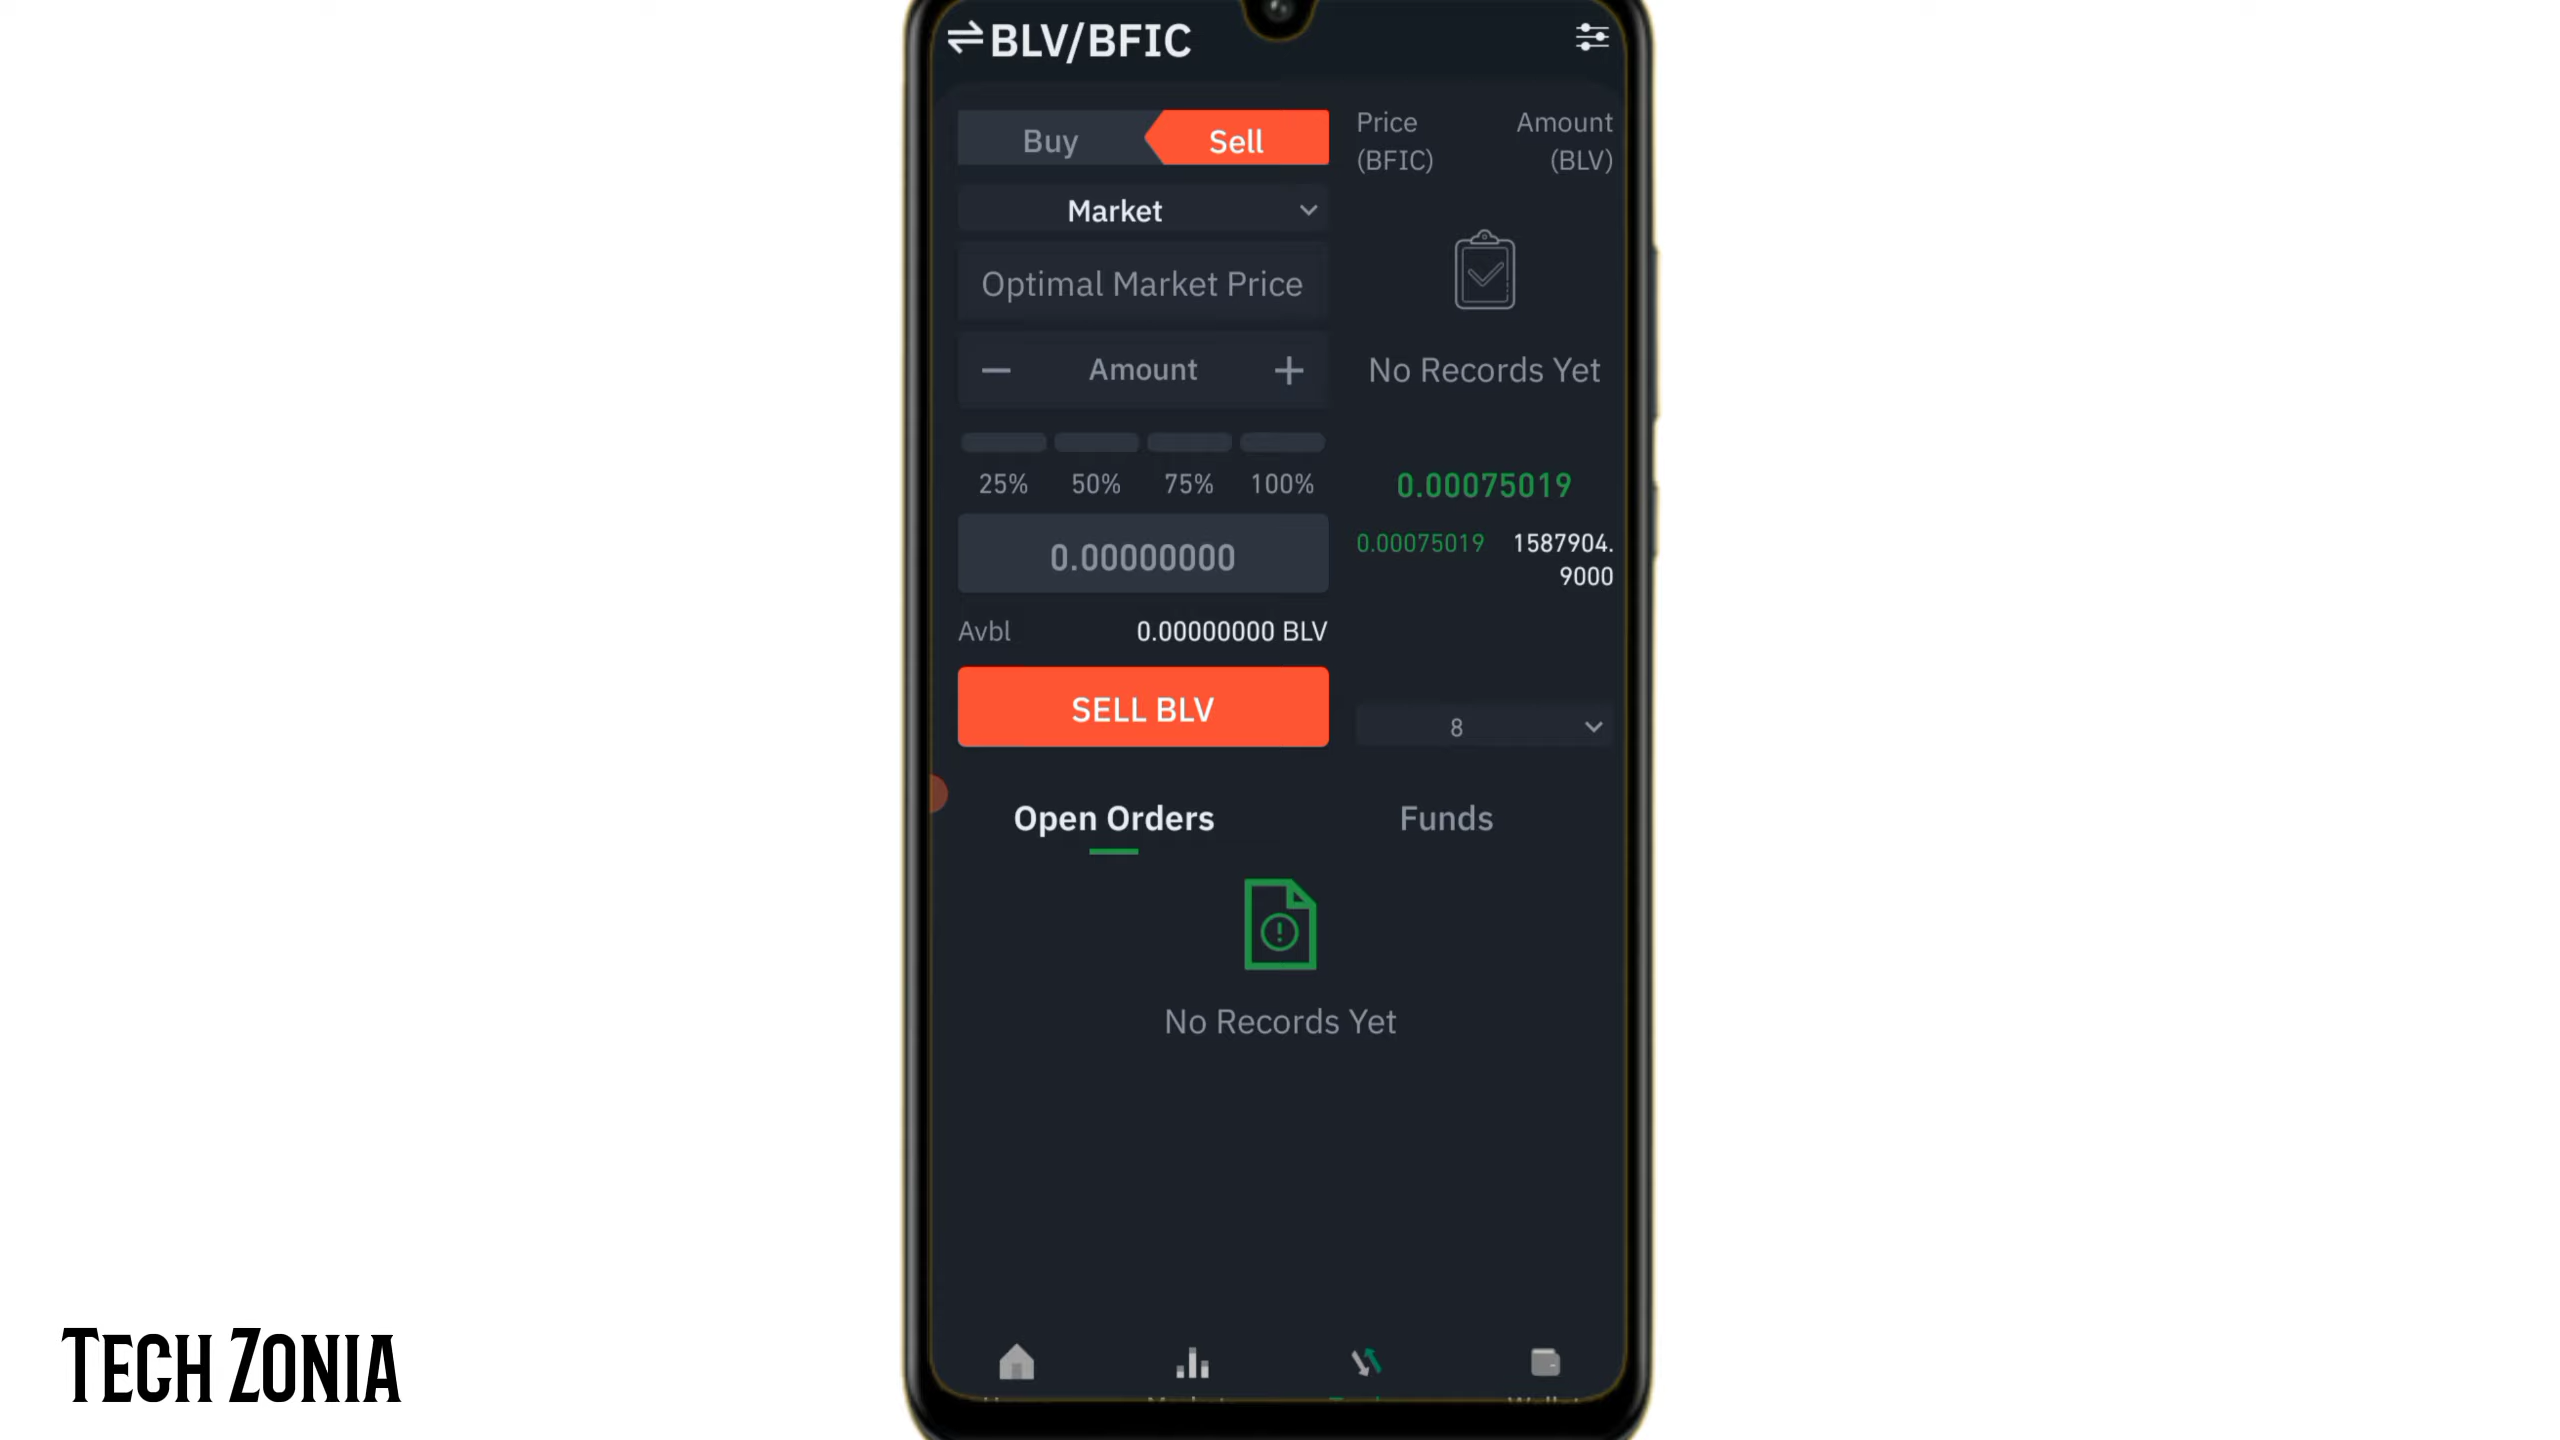 BLV/BFIC
Buy
Sell
Market
Optimal Market Price
Amount
25% 50% 75% 100%
0.00000000
Avbl 0.00000000 BLV
SELL BLV
Price Amount
(BFIC) (BLV)
No Records Yet
0.00075019
0.00075019 1587904.
9000
8
Open Orders Funds
No Records Yet
TECH ZONIA